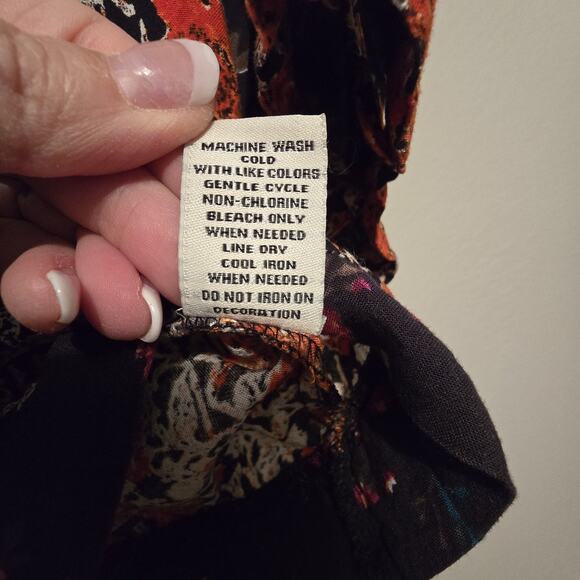 MACHINE WASH
COLD
WITH LIKE COLORS
GENTLE CYCLE
NON-CHLORINE
BLEACH ONLY
WHEN NEEDED
LINE DRY
COOL IRON
WHEN NEEDED
DO NOT IRON ON
DECORATION